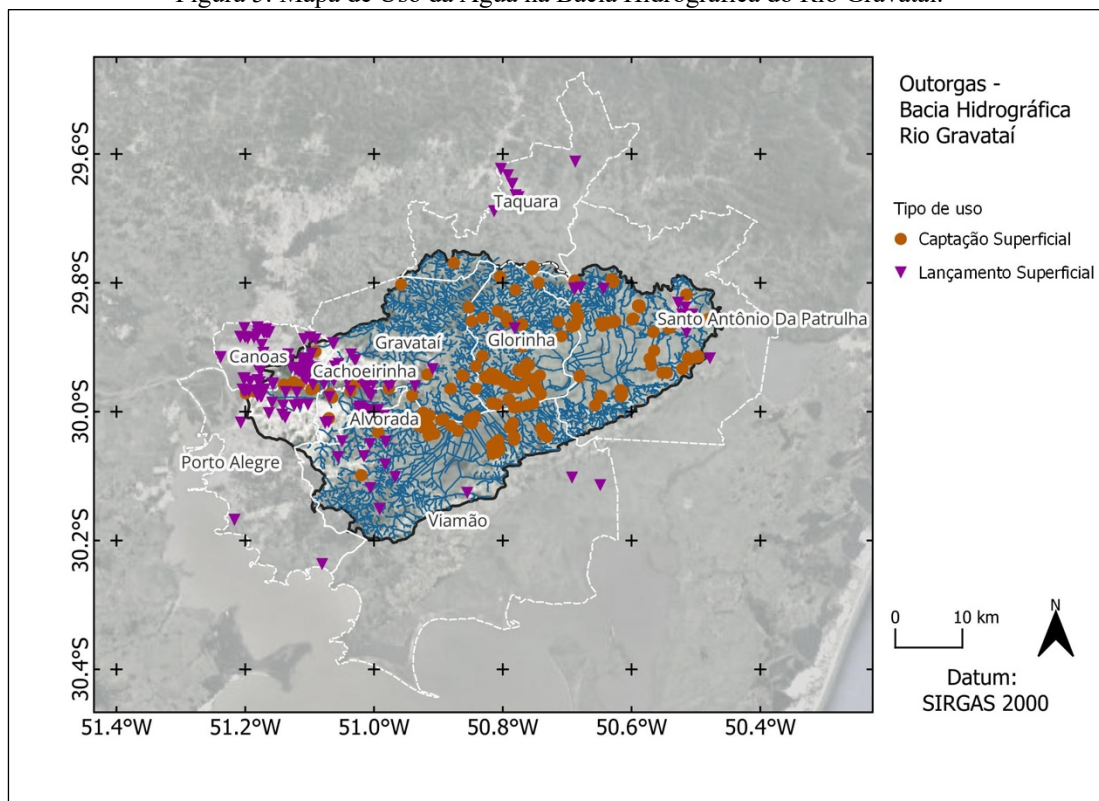 Figura 5: Mapa de Uso da Água na Bacia Hidrográfica do Rio Gravataí.
Outorgas -
Bacia Hidrográfica
Rio Gravataí
Tipo de uso
Captação Superficial
Lançamento Superficial
29.6°S
29.8°S
30.0°S
30.2°S
30.4°S
Taquara
Santo Antônio Da Patrulha
Glorinha
Gravataí
Canoas
Cachoeirinha
Alvorada
Porto Alegre
Viamão
0 10 km
N
Datum:
SIRGAS 2000
51.4°W 51.2°W 51.0°W 50.8°W 50.6°W 50.4°W